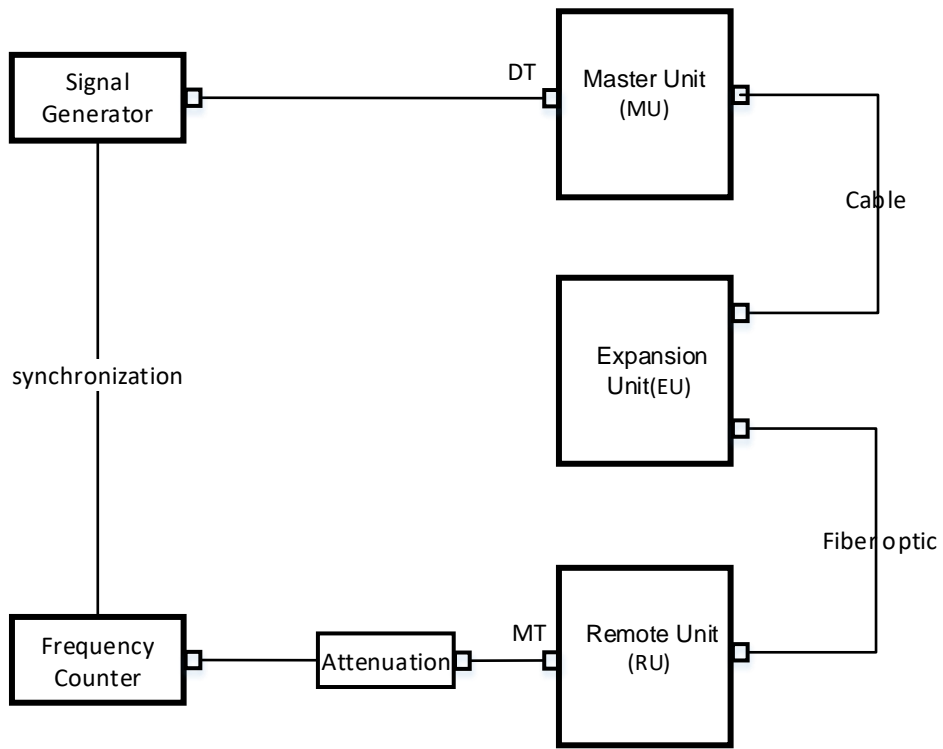 Signal
Generator
DT
Master Unit
(MU)
Cable
Expansion
Unit(EU)
synchronization
Fiber optic
Frequency
Counter
Attenuation
MT
Remote Unit
(RU)